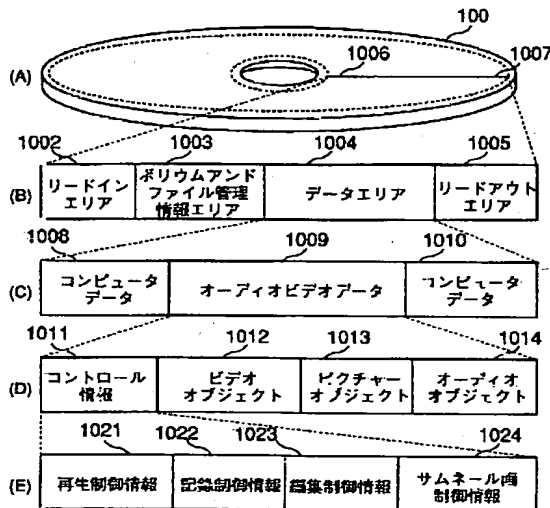 100
1006
1007
(A)
1002
1003
1004
1005
(B)
リードイン
エリア
ボリウムアンド
ファイル管理
情報エリア
データエリア
リードアウト
エリア
1008
1009
1010
(C)
コンピュータ
データ
オーディオビデオデータ
コンピュータ
データ
1011
1012
1013
1014
(D)
コントロール
情報
ビデオ
オブジェクト
ピクチャー
オブジェクト
オーディオ
オブジェクト
1021
1022
1023
1024
(E)
再生制御情報
記録制御情報
編集制御情報
サムネール画
制御情報